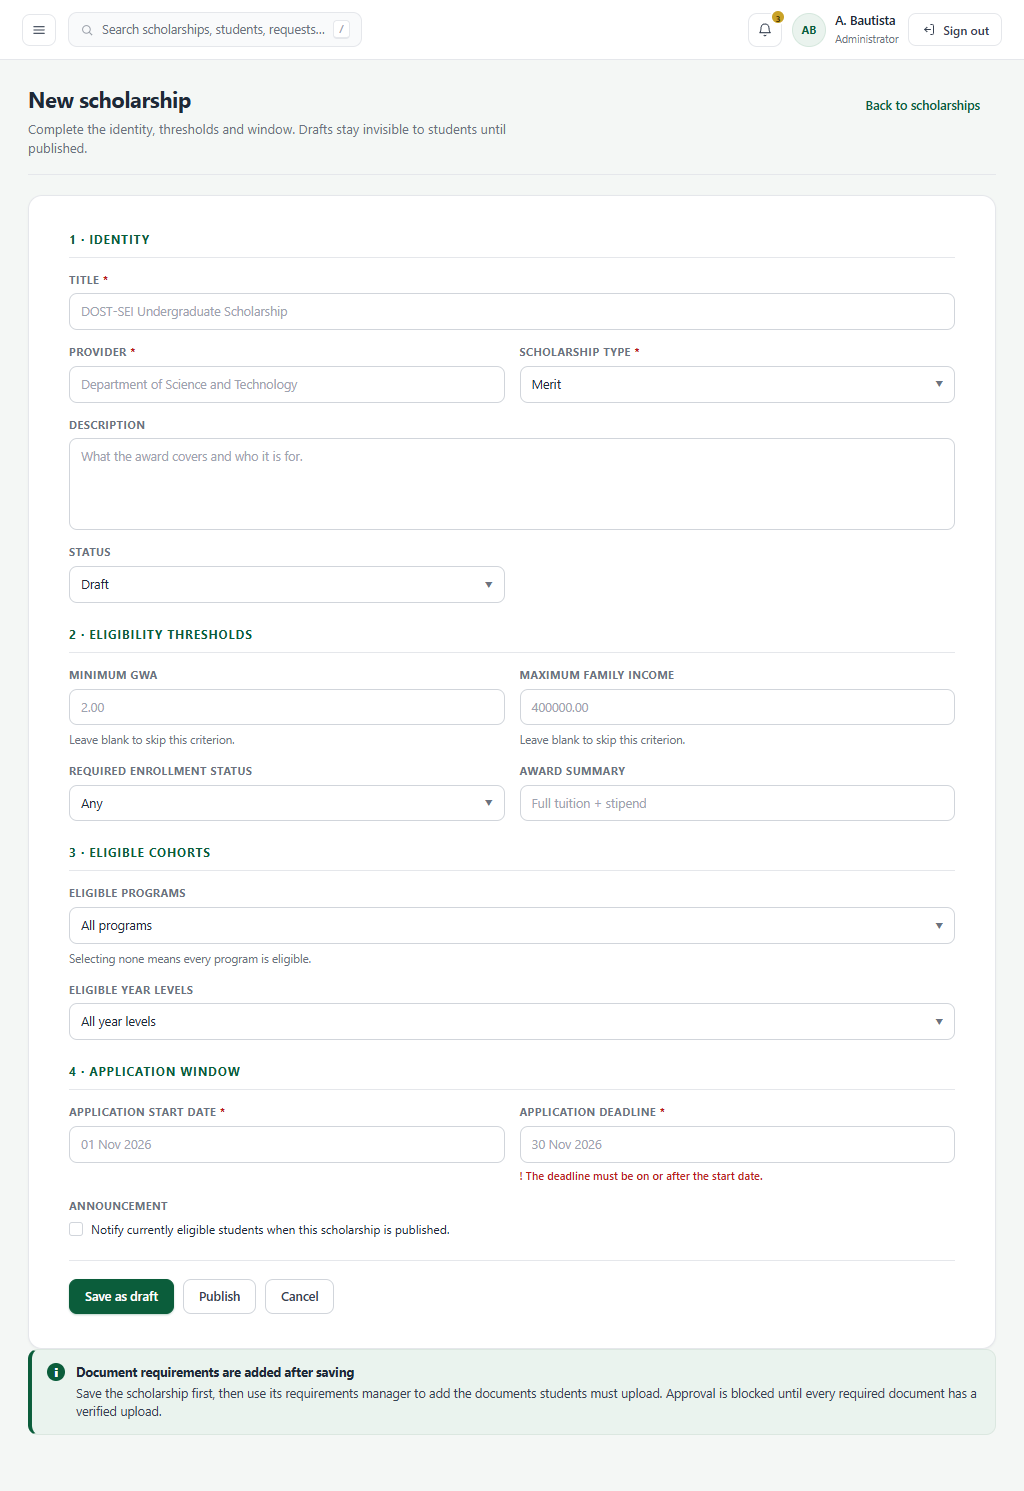 Search scholarships, students, requests... /
3
AB
A. Bautista
Administrator
Sign out
New scholarship
Back to scholarships
Complete the identity, thresholds and window. Drafts stay invisible to students until
published.
1 · IDENTITY
TITLE *
DOST-SEI Undergraduate Scholarship
PROVIDER *
SCHOLARSHIP TYPE *
Department of Science and Technology
Merit
DESCRIPTION
What the award covers and who it is for.
STATUS
Draft
2 · ELIGIBILITY THRESHOLDS
MINIMUM GWA
MAXIMUM FAMILY INCOME
2.00
400000.00
Leave blank to skip this criterion.
Leave blank to skip this criterion.
REQUIRED ENROLLMENT STATUS
AWARD SUMMARY
Any
Full tuition + stipend
3 · ELIGIBLE COHORTS
ELIGIBLE PROGRAMS
All programs
Selecting none means every program is eligible.
ELIGIBLE YEAR LEVELS
All year levels
4 · APPLICATION WINDOW
APPLICATION START DATE *
APPLICATION DEADLINE *
01 Nov 2026
30 Nov 2026
! The deadline must be on or after the start date.
ANNOUNCEMENT
Notify currently eligible students when this scholarship is published.
Save as draft
Publish
Cancel
Document requirements are added after saving
Save the scholarship first, then use its requirements manager to add the documents students must upload. Approval is blocked until every required document has a
verified upload.